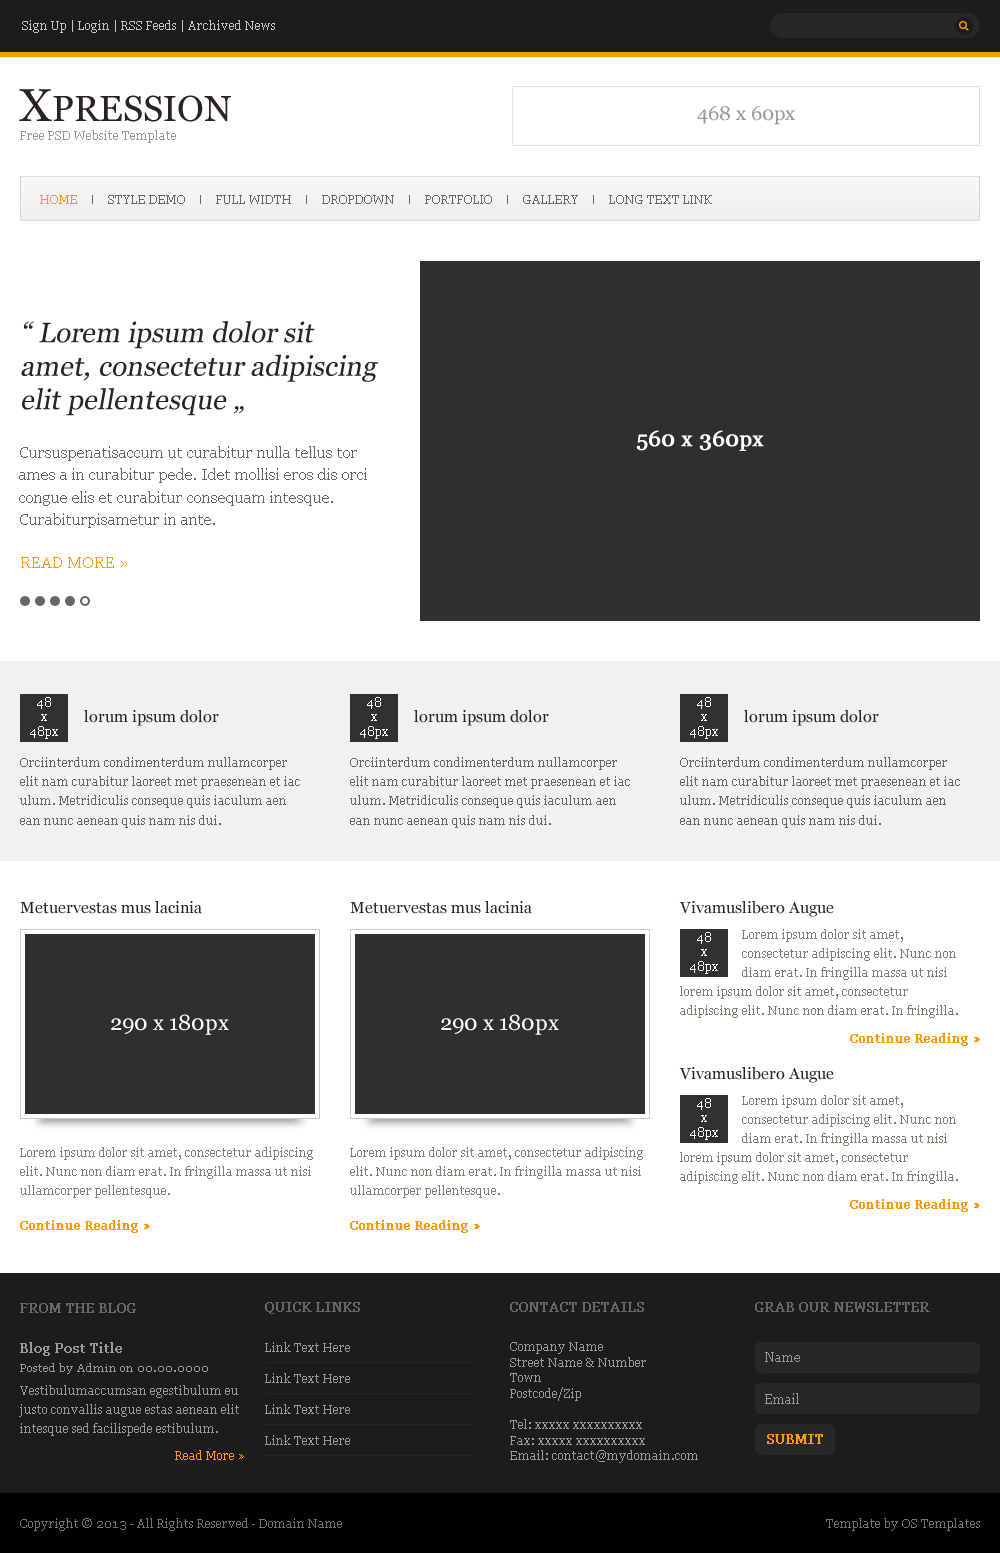 Sign Up | Login | RSS Feeds | Archived News
XPRESSION
Free PSD Website Template
468 x 60px
HOME | STYLE DEMO | FULL WIDTH | DROPDOWN | PORTFOLIO | GALLERY | LONG TEXT LINK
“ Lorem ipsum dolor sit
amet, consectetur adipiscing
elit pellentesque „
Cursuspenatisaccum ut curabitur nulla tellus tor
ames a in curabitur pede. Idet mollisi eros dis orci
congue elis et curabitur consequam intesque.
Curabiturpisametur in ante.
READ MORE »
560 x 360px
48
x
48px
lorum ipsum dolor
Orciinterdum condimenterdum nullamcorper
elit nam curabitur laoreet met praesenean et iac
ulum. Metridiculis conseque quis iaculum aen
ean nunc aenean quis nam nis dui.
48
x
48px
lorum ipsum dolor
Orciinterdum condimenterdum nullamcorper
elit nam curabitur laoreet met praesenean et iac
ulum. Metridiculis conseque quis iaculum aen
ean nunc aenean quis nam nis dui.
48
x
48px
lorum ipsum dolor
Orciinterdum condimenterdum nullamcorper
elit nam curabitur laoreet met praesenean et iac
ulum. Metridiculis conseque quis iaculum aen
ean nunc aenean quis nam nis dui.
Metuervestas mus lacinia
290 x 180px
Lorem ipsum dolor sit amet, consectetur adipiscing
elit. Nunc non diam erat. In fringilla massa ut nisi
ullamcorper pellentesque.
Continue Reading »
Metuervestas mus lacinia
290 x 180px
Lorem ipsum dolor sit amet, consectetur adipiscing
elit. Nunc non diam erat. In fringilla massa ut nisi
ullamcorper pellentesque.
Continue Reading »
Vivamuslibero Augue
48
x
48px
Lorem ipsum dolor sit amet,
consectetur adipiscing elit. Nunc non
diam erat. In fringilla massa ut nisi
lorem ipsum dolor sit amet, consectetur
adipiscing elit. Nunc non diam erat. In fringilla.
Continue Reading »
Vivamuslibero Augue
48
x
48px
Lorem ipsum dolor sit amet,
consectetur adipiscing elit. Nunc non
diam erat. In fringilla massa ut nisi
lorem ipsum dolor sit amet, consectetur
adipiscing elit. Nunc non diam erat. In fringilla.
Continue Reading »
FROM THE BLOG
Blog Post Title
Posted by Admin on 00.00.0000
Vestibulumaccumsan egestibulum eu
justo convallis augue estas aenean elit
intesque sed facilispede estibulum.
Read More »
QUICK LINKS
Link Text Here
Link Text Here
Link Text Here
Link Text Here
CONTACT DETAILS
Company Name
Street Name & Number
Town
Postcode/Zip
Tel: xxxxx xxxxxxxxxx
Fax: xxxxx xxxxxxxxxx
Email: contact@mydomain.com
GRAB OUR NEWSLETTER
Name
Email
SUBMIT
Copyright © 2013 - All Rights Reserved - Domain Name
Template by OS Templates